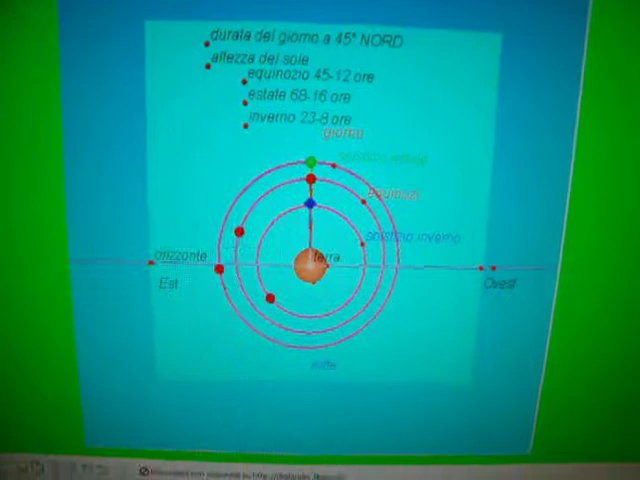 durata del giorno a 45° NORD
altezza del sole
equinozio 45-12 ore
estate 68-16 ore
inverno 23-8 ore
giorno
solstizio estivo
equinozi
solstizio inverno
orizzonte
terra
Est
Ovest
notte